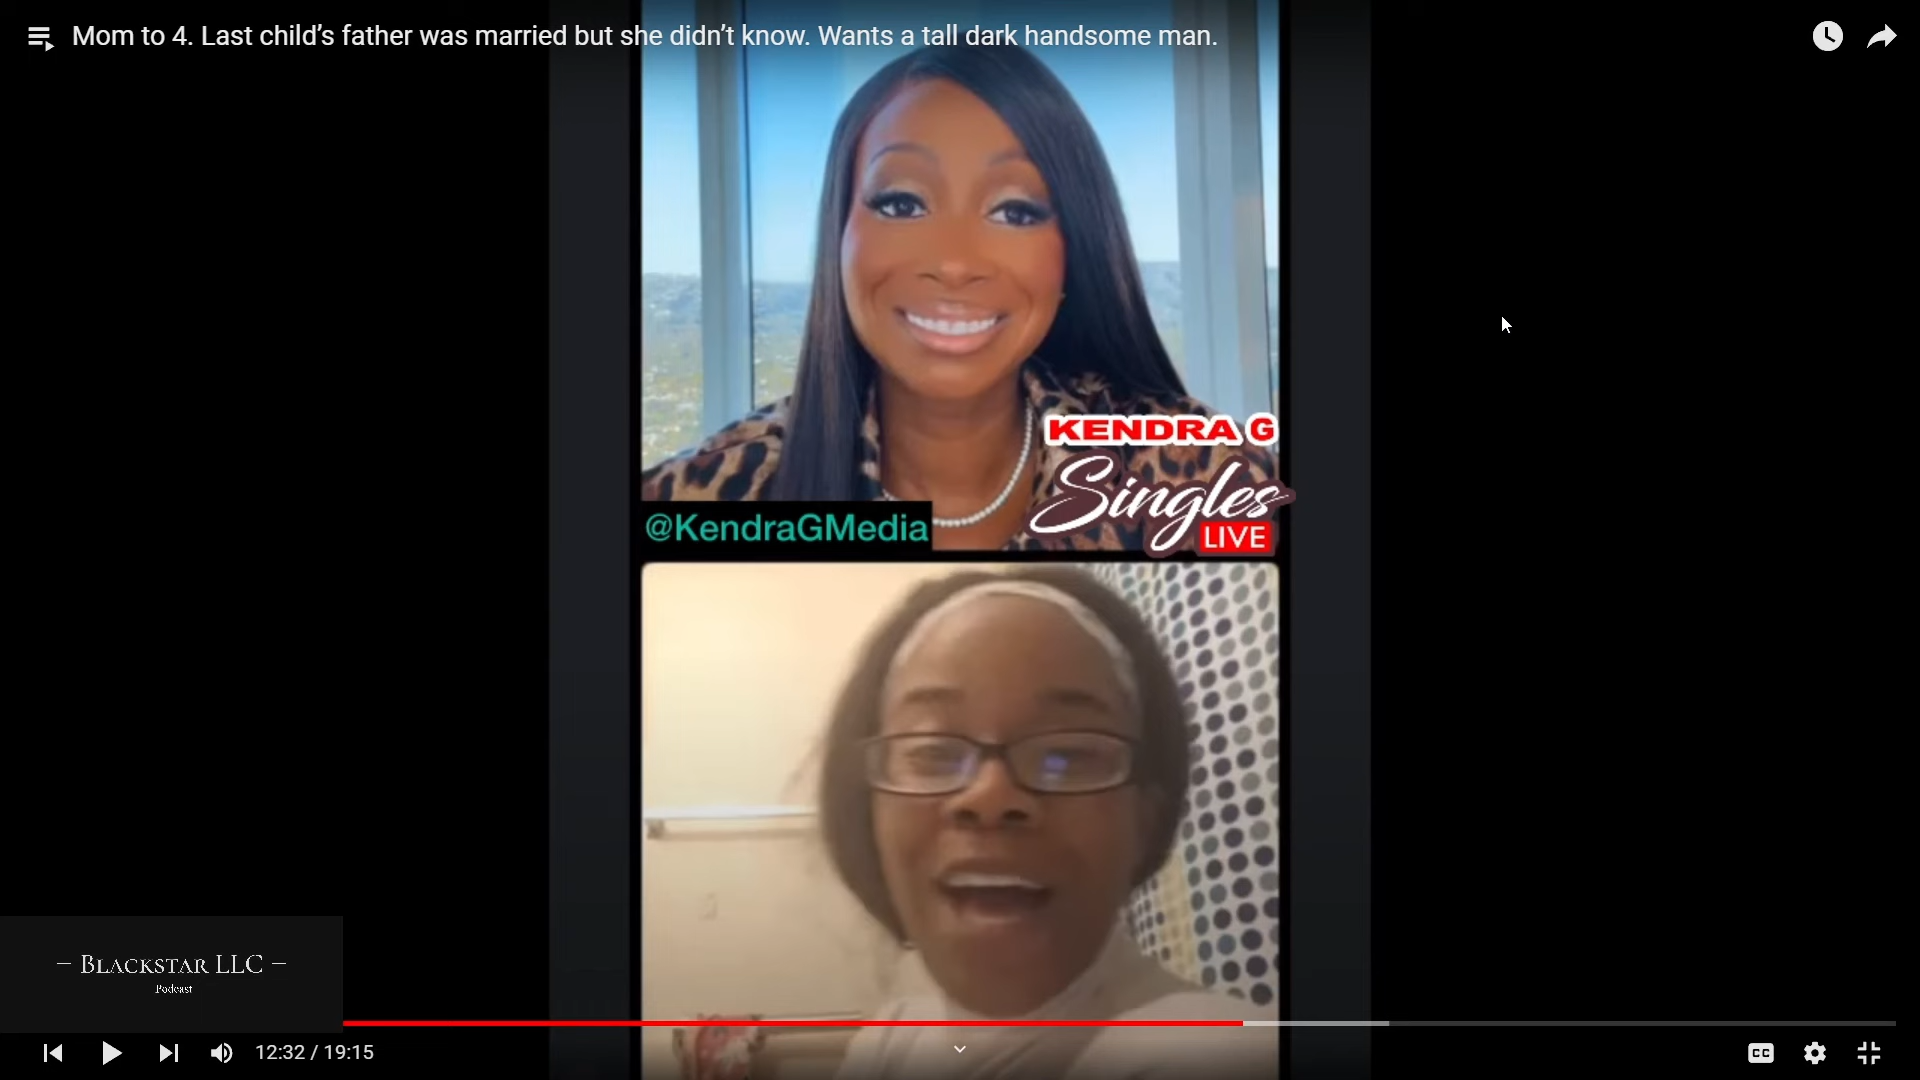 Mom to 4. Last child’s father was married but she didn’t know. Wants a tall dark handsome man.
KENDRA G
Singles
LIVE
@KendraGMedia
— BLACKSTAR LLC —
Podcast
12:32 / 19:15
CC